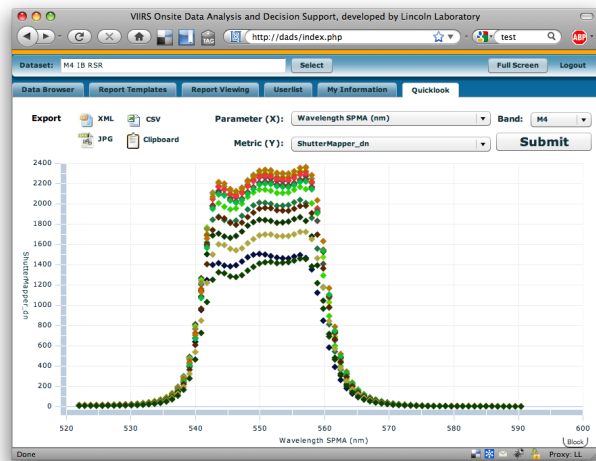 VIIRS Onsite Data Analysis and Decision Support, developed by Lincoln Laboratory
http://dads/index.php
test
ABP
TAG
Dataset: M4 IB RSR Select Full Screen Logout
Data Browser Report Templates Report Viewing Userlist My Information Quicklook
Export XML CSV Parameter (X): Wavelength SPMA (nm) Band: M4
JPG Clipboard Metric (Y): ShutterMapper_dn Submit
2400
2200
2000
1800
1600
1400
1200
1000
800
600
400
200
0
ShutterMapper_dn
520 530 540 550 560 570 580 590 600
Wavelength SPMA (nm)
Block
Done Proxy: LL